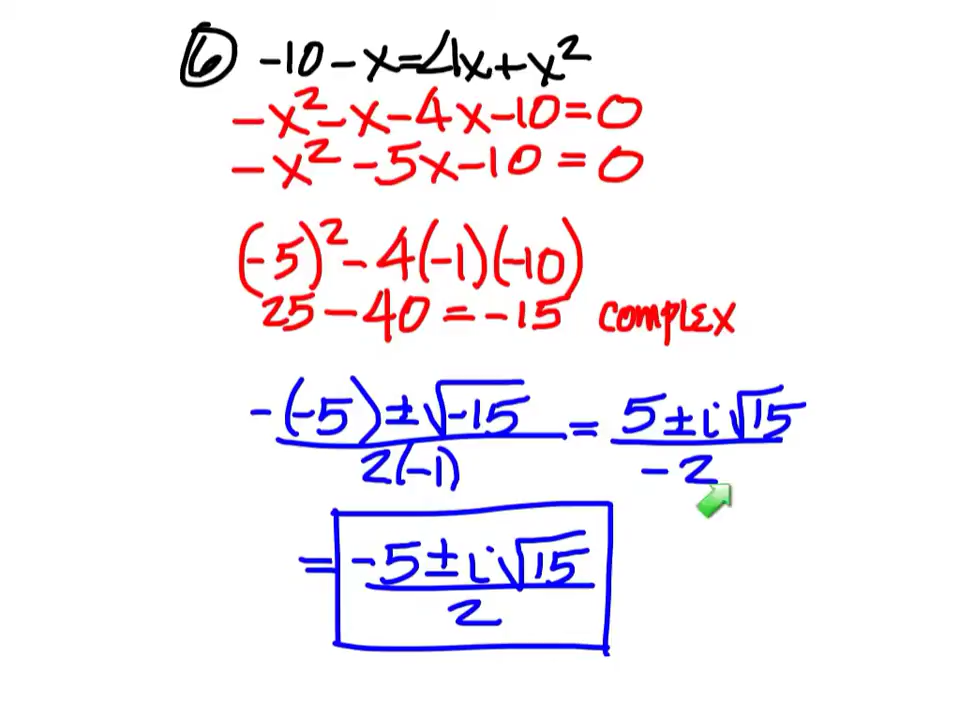 ⑥ -10 - x = 4x + x²
-x² - x - 4x - 10 = 0
-x² - 5x - 10 = 0
(-5)² - 4(-1)(-10)
25 - 40 = -15 complex
-(-5) ± √-15 / 2(-1) = 5 ± i√15 / -2
= -5 ± i√15 / 2